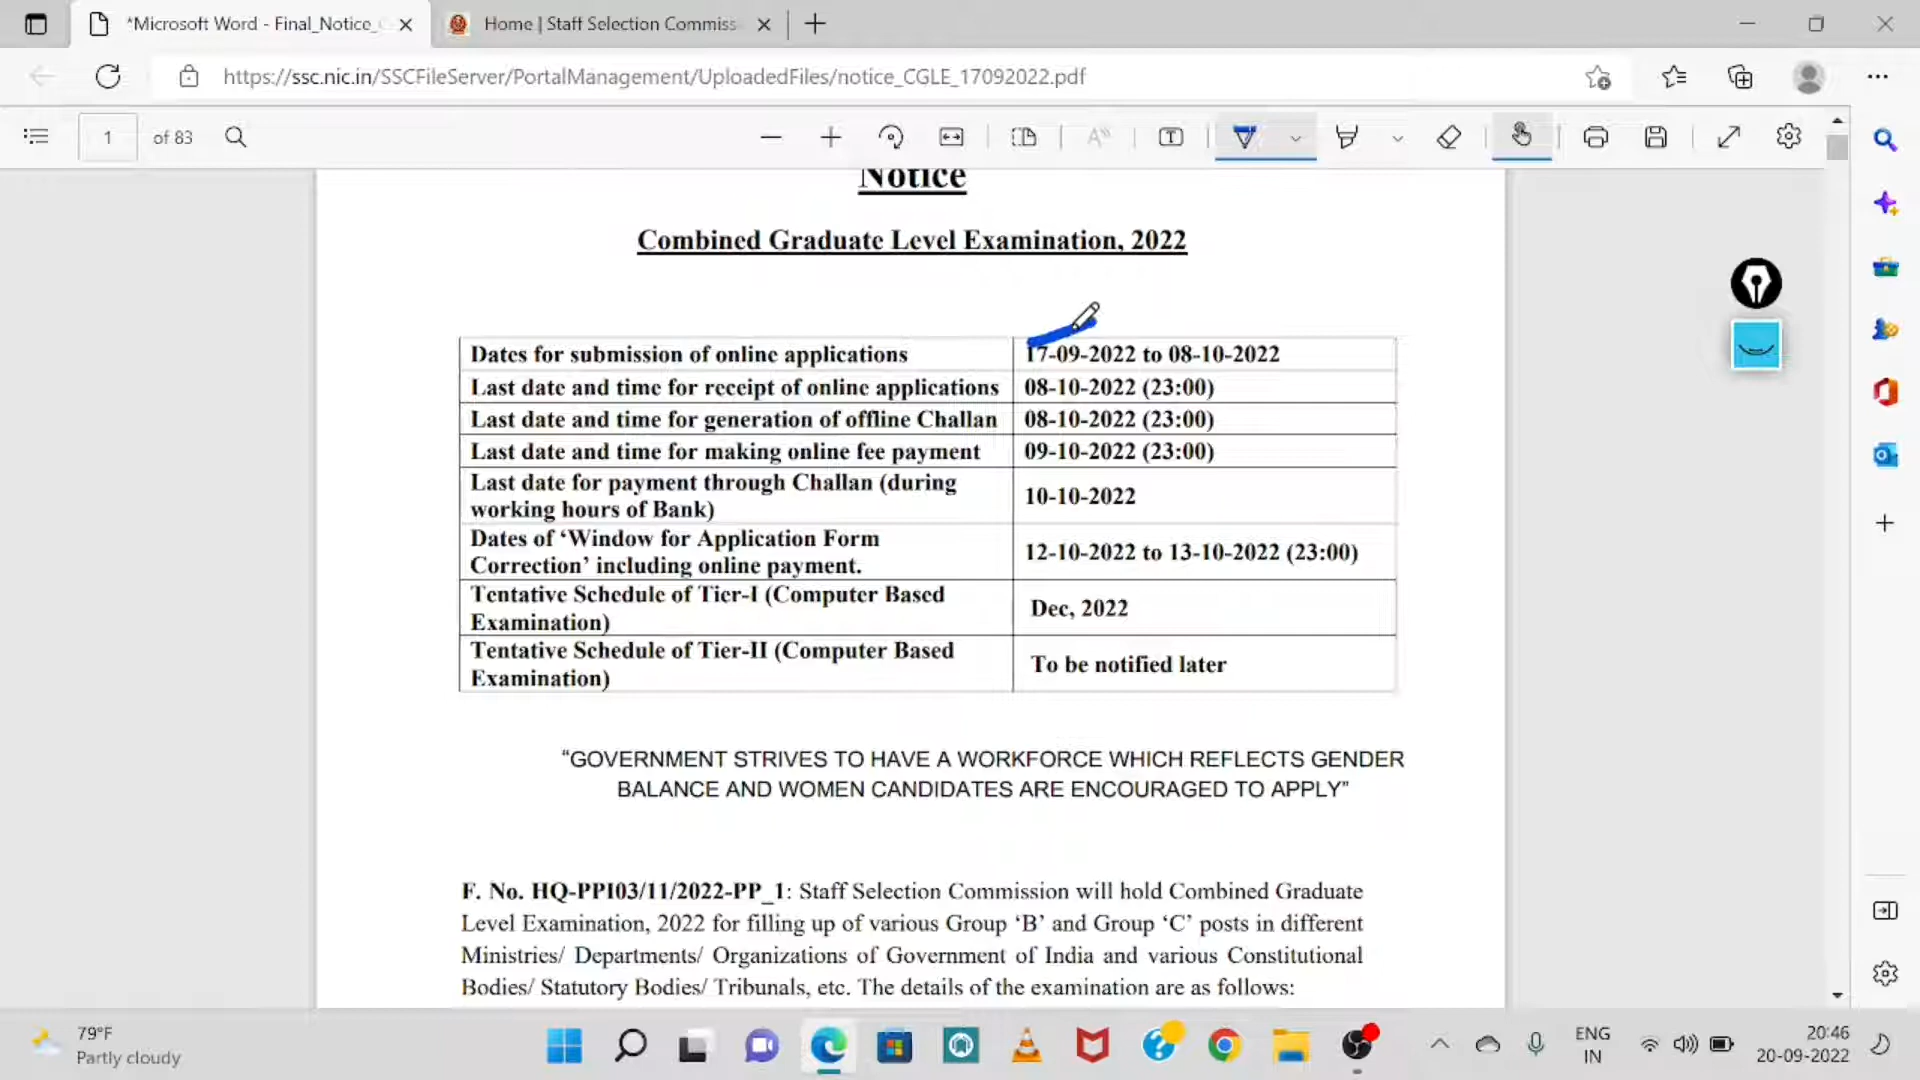 *Microsoft Word - Final_Notice_C
Home | Staff Selection Commiss
https://ssc.nic.in/SSCFileServer/PortalManagement/UploadedFiles/notice_CGLE_17092022.pdf
1 of 83
Notice
Combined Graduate Level Examination, 2022
Dates for submission of online applications 17-09-2022 to 08-10-2022
Last date and time for receipt of online applications 08-10-2022 (23:00)
Last date and time for generation of offline Challan 08-10-2022 (23:00)
Last date and time for making online fee payment 09-10-2022 (23:00)
Last date for payment through Challan (during
working hours of Bank) 10-10-2022
Dates of ‘Window for Application Form
Correction’ including online payment. 12-10-2022 to 13-10-2022 (23:00)
Tentative Schedule of Tier-I (Computer Based
Examination) Dec, 2022
Tentative Schedule of Tier-II (Computer Based
Examination) To be notified later
“GOVERNMENT STRIVES TO HAVE A WORKFORCE WHICH REFLECTS GENDER
BALANCE AND WOMEN CANDIDATES ARE ENCOURAGED TO APPLY”
F. No. HQ-PPI03/11/2022-PP_1: Staff Selection Commission will hold Combined Graduate
Level Examination, 2022 for filling up of various Group ‘B’ and Group ‘C’ posts in different
Ministries/ Departments/ Organizations of Government of India and various Constitutional
Bodies/ Statutory Bodies/ Tribunals, etc. The details of the examination are as follows:
79°F
Partly cloudy
ENG
IN
20:46
20-09-2022